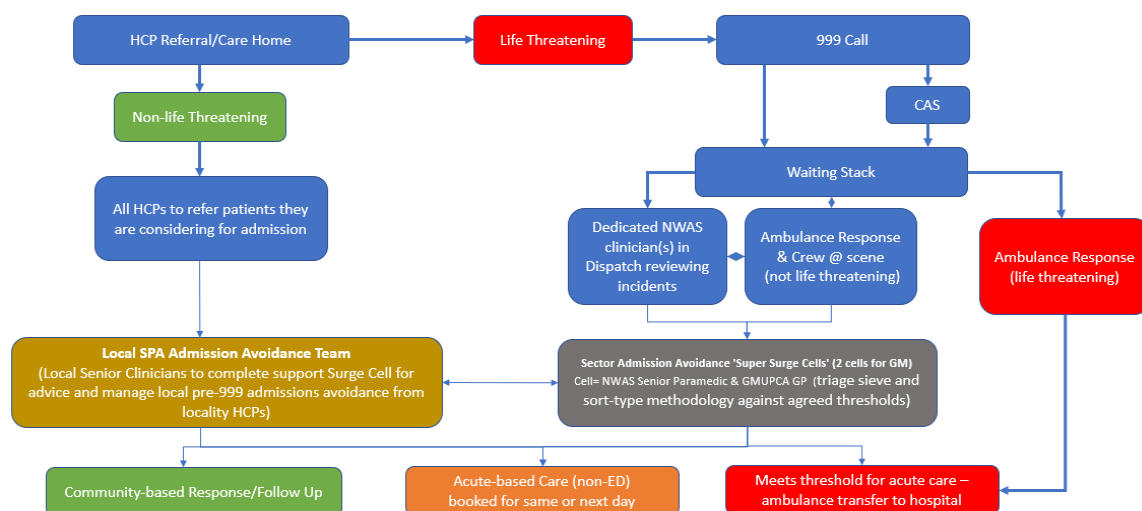 HCP Referral/Care Home
Life Threatening
999 Call
Non-life Threatening
CAS
All HCPs to refer patients they
are considering for admission
Waiting Stack
Dedicated NWAS
clinician(s) in
Dispatch reviewing
incidents
Ambulance Response
& Crew @ scene
(not life threatening)
Ambulance Response
(life threatening)
Local SPA Admission Avoidance Team
(Local Senior Clinicians to complete support Surge Cell for
advice and manage local pre-999 admissions avoidance from
locality HCPs)
Sector Admission Avoidance 'Super Surge Cells' (2 cells for GM)
Cell= NWAS Senior Paramedic & GMUPCA GP (triage sieve and
sort-type methodology against agreed thresholds)
Community-based Response/Follow Up
Acute-based Care (non-ED)
booked for same or next day
Meets threshold for acute care –
ambulance transfer to hospital